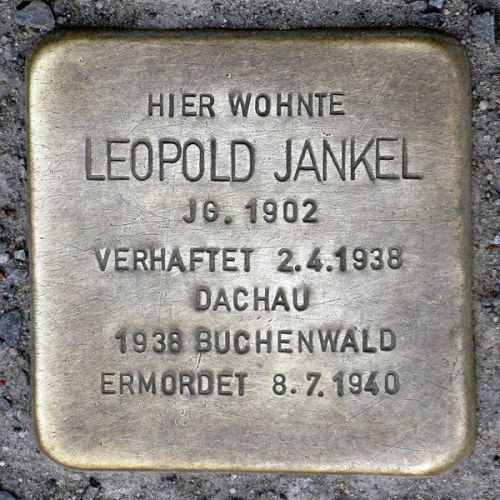 HIER WOHNTE
LEOPOLD JANKEL
JG. 1902
VERHAFTET 2.4.1938
DACHAU
1938 BUCHENWALD
ERMORDET 8.7.1940